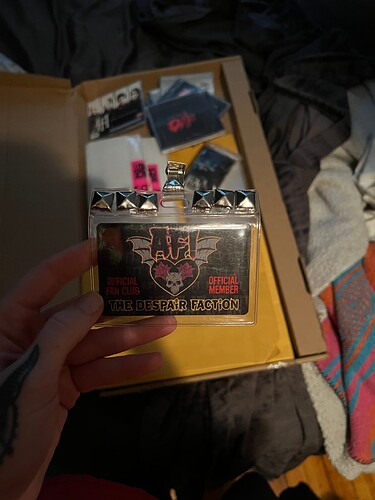 AFI
OFFICIAL
FAN CLUB
OFFICIAL
MEMBER
THE DESPAIR FACTION